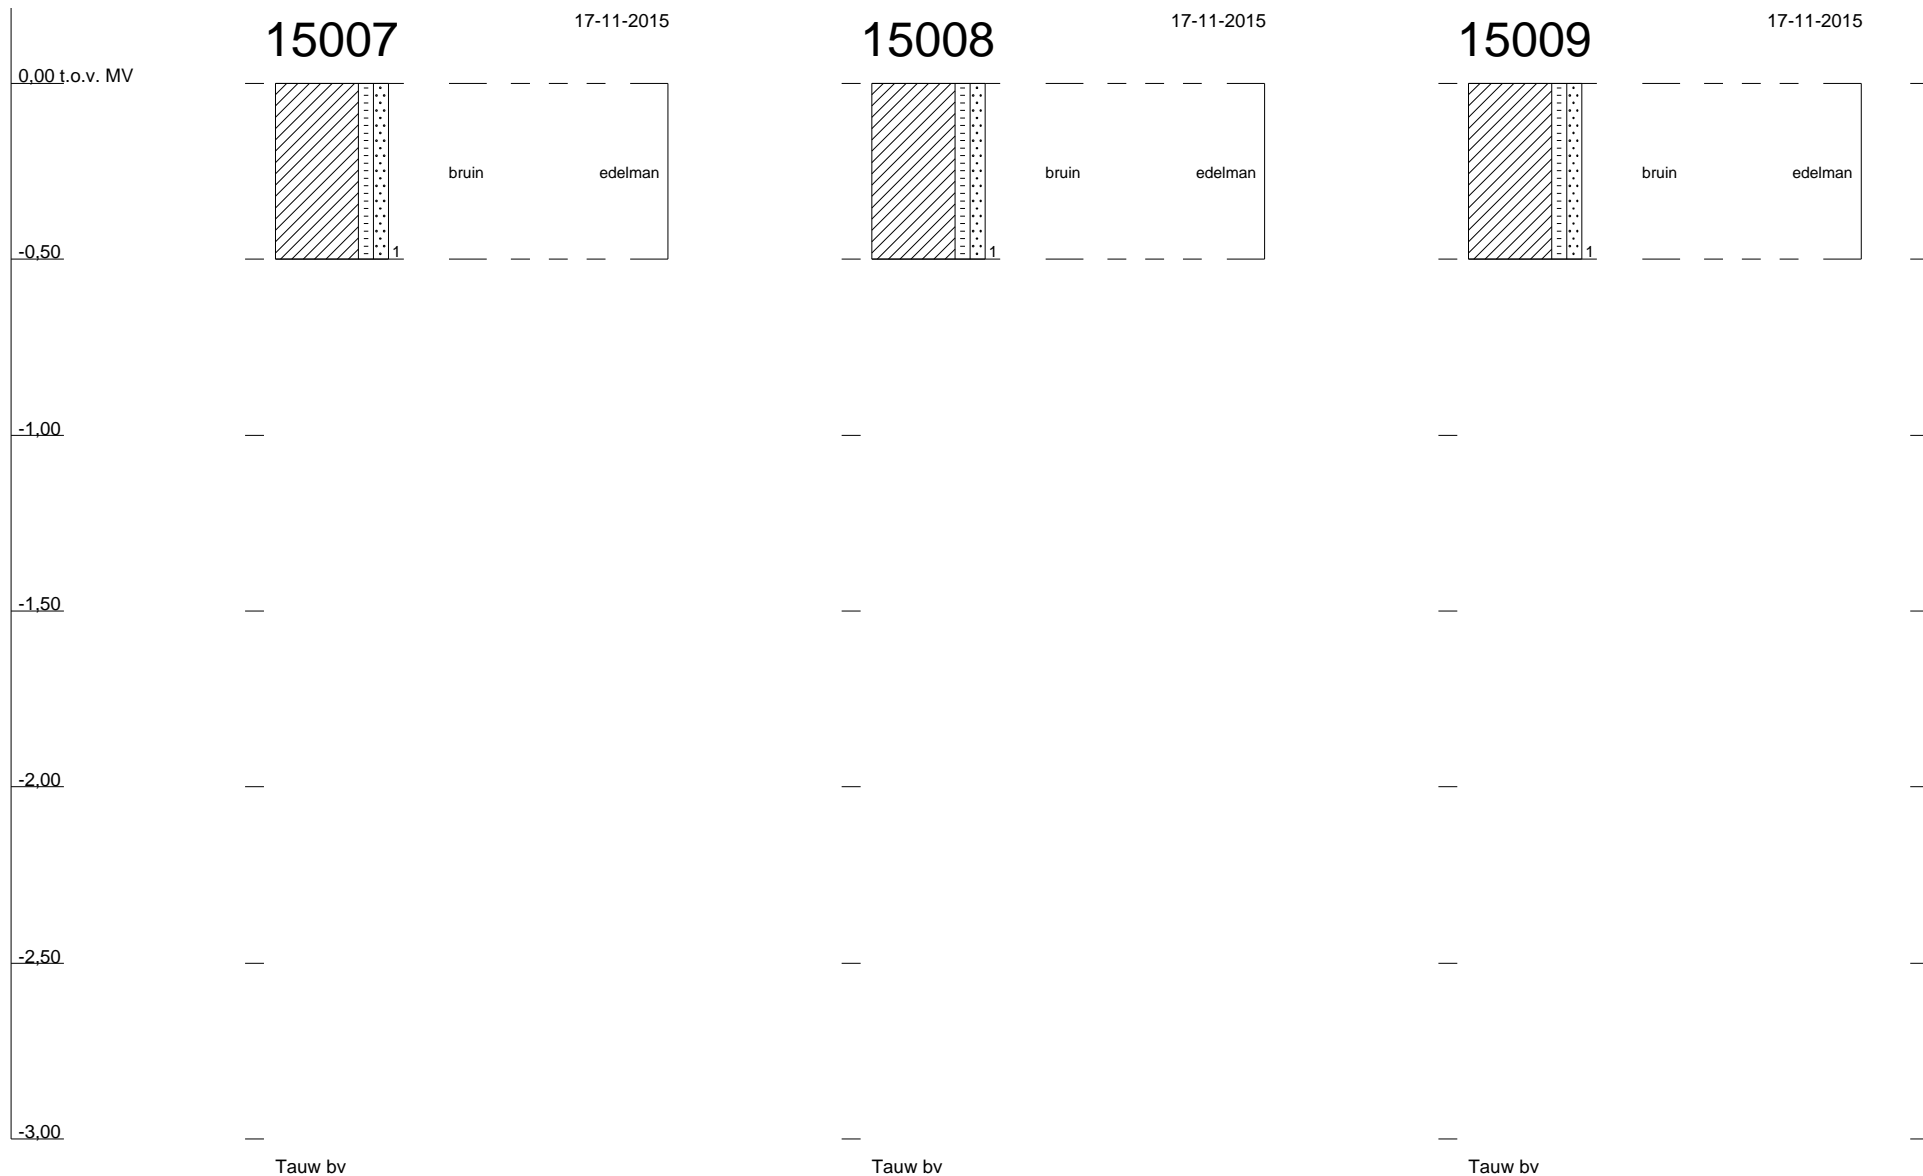 15007
17-11-2015
15008
17-11-2015
15009
17-11-2015
0,00 t.o.v. MV
bruin
edelman
bruin
edelman
bruin
edelman
-0,50
1
1
1
-1,00
-1,50
-2,00
-2,50
-3,00
Tauw bv
Tauw bv
Tauw bv